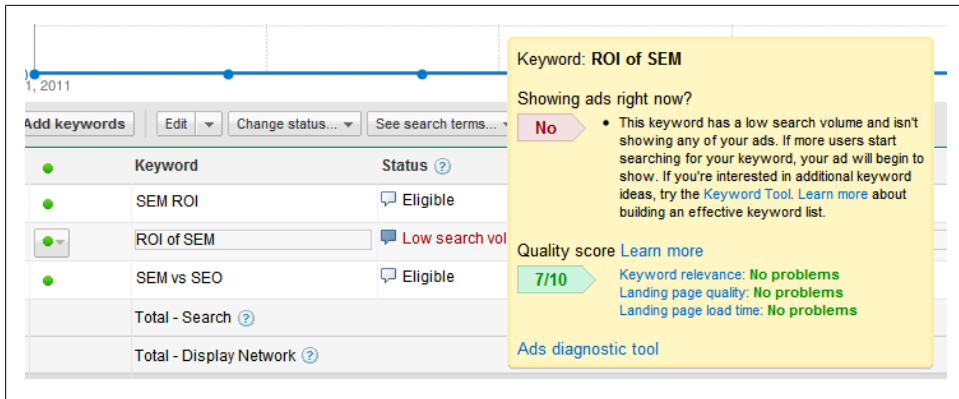 1, 2011
Add keywords
Edit
Change status...
See search terms...
Keyword
Status ?
SEM ROI
Eligible
ROI of SEM
Low search vol
SEM vs SEO
Eligible
Total - Search ?
Total - Display Network ?
Keyword: ROI of SEM
Showing ads right now?
No
• This keyword has a low search volume and isn't
showing any of your ads. If more users start
searching for your keyword, your ad will begin to
show. If you're interested in additional keyword
ideas, try the Keyword Tool. Learn more about
building an effective keyword list.
Quality score Learn more
7/10
Keyword relevance: No problems
Landing page quality: No problems
Landing page load time: No problems
Ads diagnostic tool